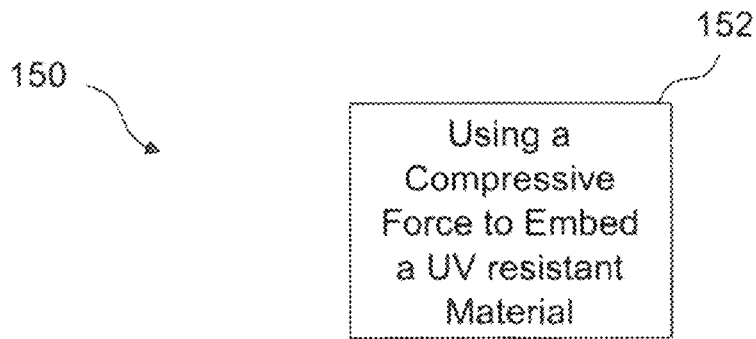 152
150
Using a
Compressive
Force to Embed
a UV resistant
Material